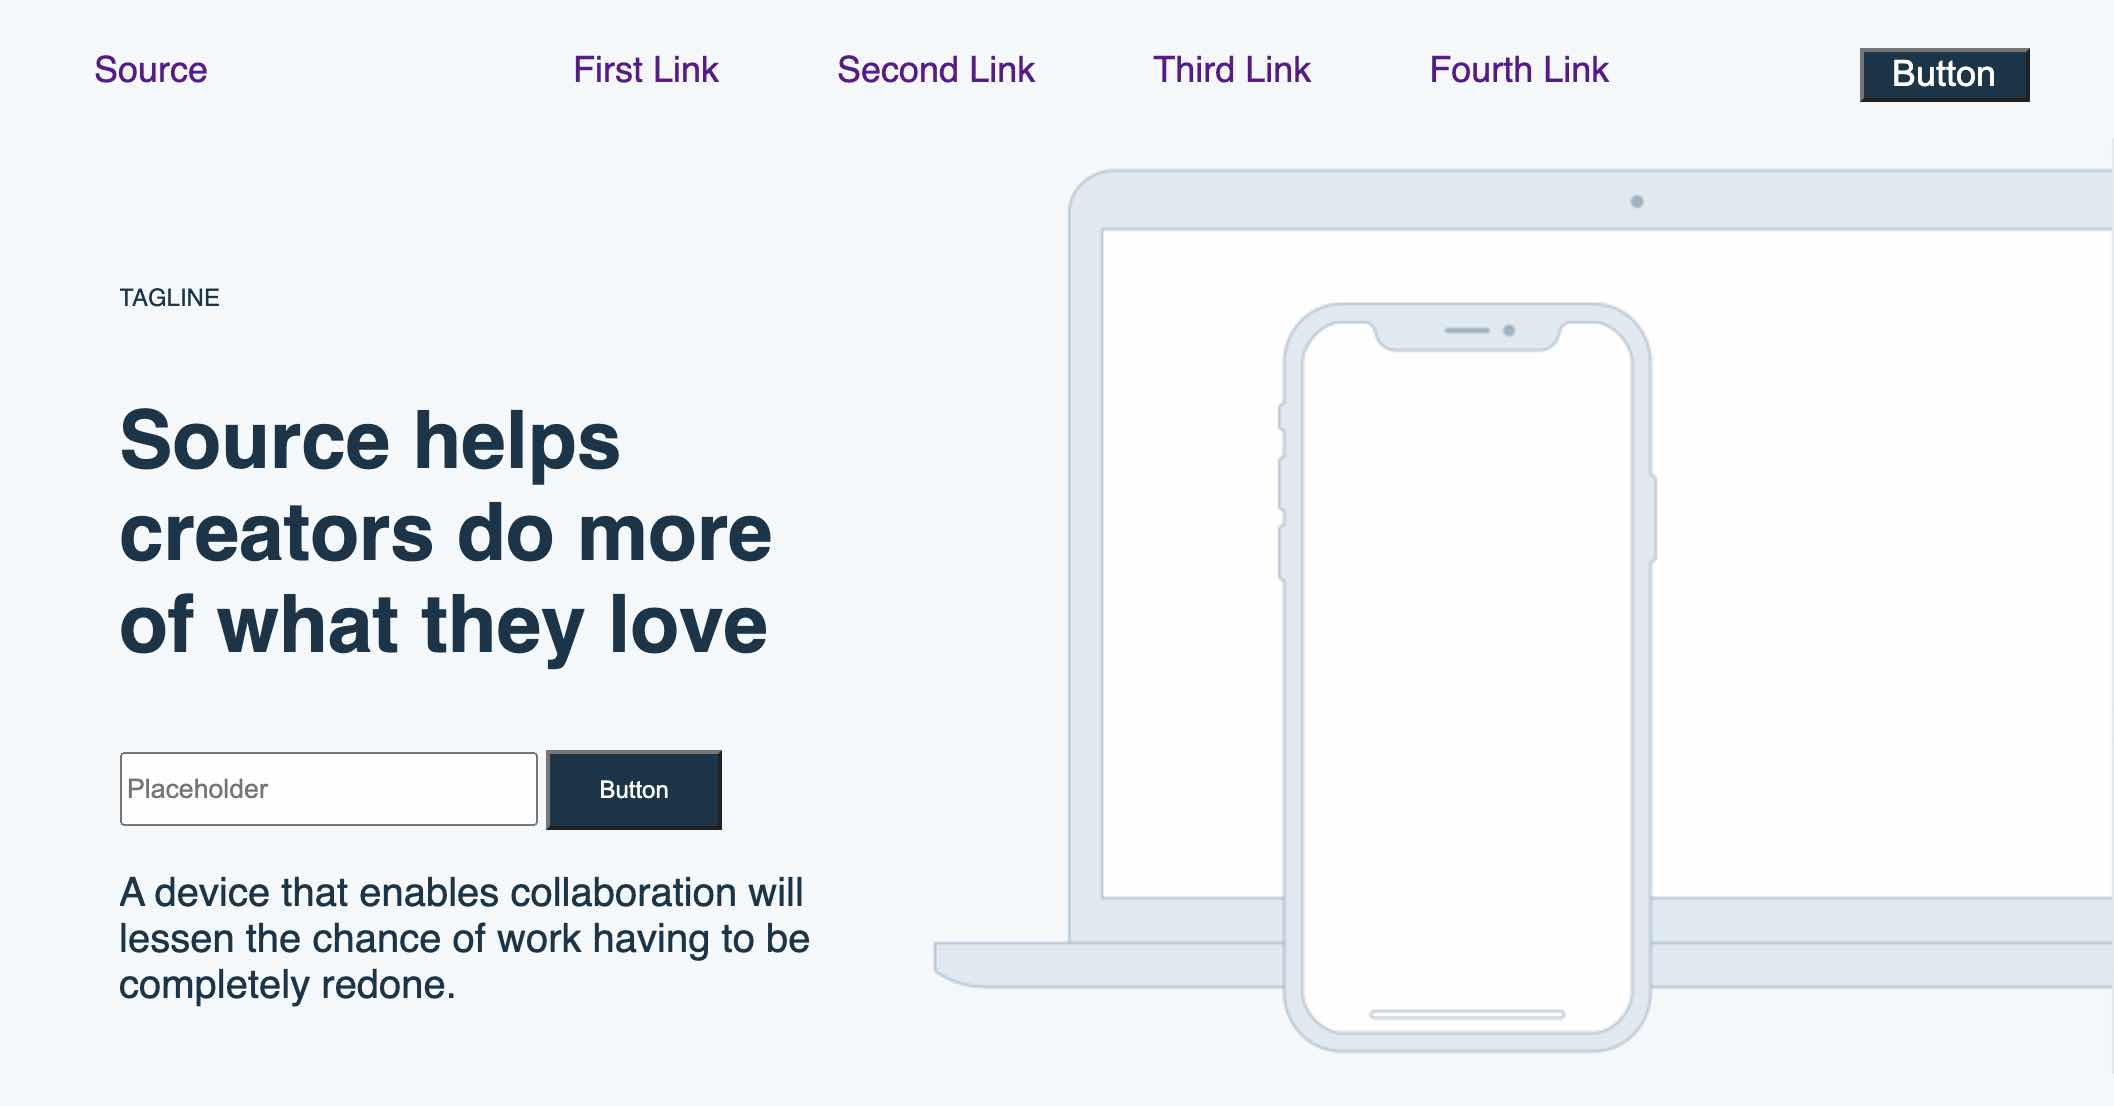 Source First Link Second Link Third Link Fourth Link Button
TAGLINE
Source helps
creators do more
of what they love
Placeholder Button
A device that enables collaboration will
lessen the chance of work having to be
completely redone.